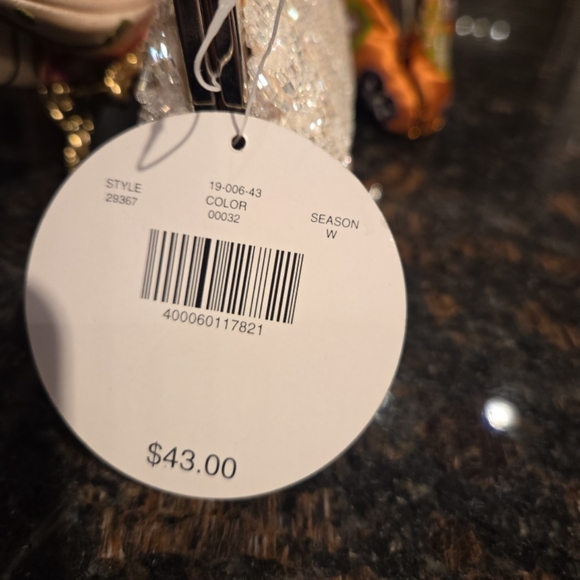 19-006-43
STYLE
29367
COLOR
00032
SEASON
W
400060117821
$43.00